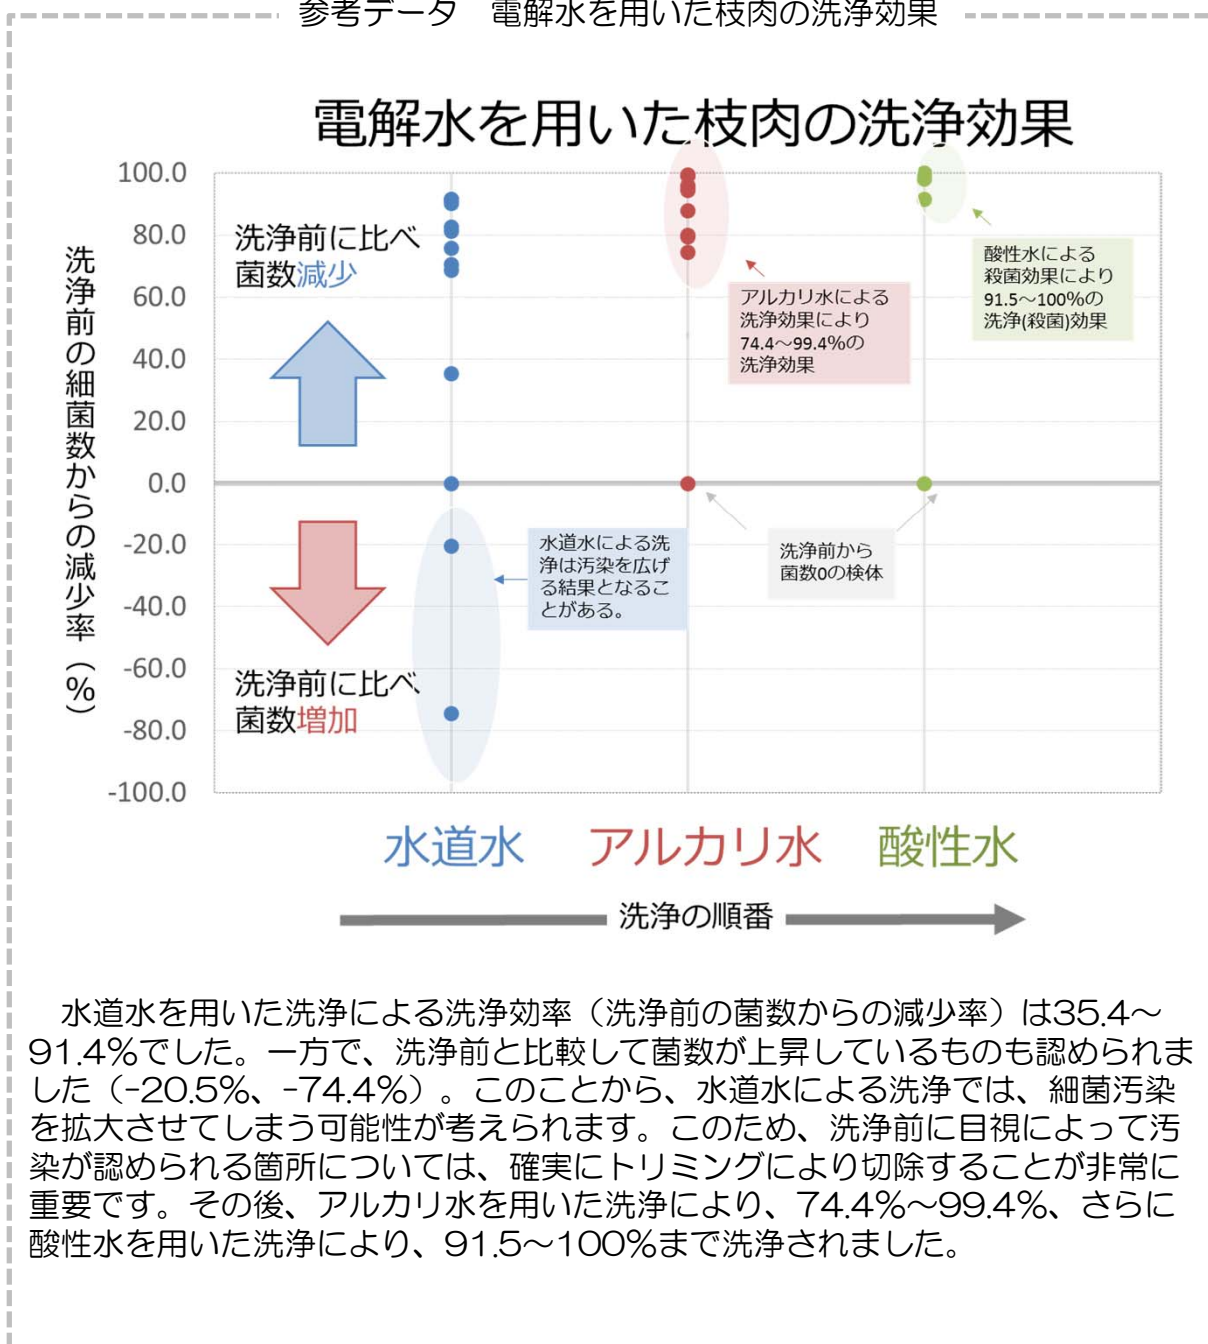 参考データ　電解水を用いた枝肉の洗浄効果
電解水を用いた枝肉の洗浄効果
洗浄前の細菌数からの減少率（%）
100.0
80.0
60.0
40.0
20.0
0.0
-20.0
-40.0
-60.0
-80.0
-100.0
洗浄前に比べ
菌数減少
洗浄前に比べ
菌数増加
水道水による洗
浄は汚染を広げ
る結果となるこ
とがある。
アルカリ水による
洗浄効果により
74.4～99.4%の
洗浄効果
酸性水による
殺菌効果により
91.5～100%の
洗浄(殺菌)効果
洗浄前から
菌数0の検体
水道水
アルカリ水
酸性水
洗浄の順番
　水道水を用いた洗浄による洗浄効率（洗浄前の菌数からの減少率）は35.4～
91.4%でした。一方で、洗浄前と比較して菌数が上昇しているものも認められま
した（-20.5%、-74.4%）。このことから、水道水による洗浄では、細菌汚染
を拡大させてしまう可能性が考えられます。このため、洗浄前に目視によって汚
染が認められる箇所については、確実にトリミングにより切除することが非常に
重要です。その後、アルカリ水を用いた洗浄により、74.4%～99.4%、さらに
酸性水を用いた洗浄により、91.5～100%まで洗浄されました。